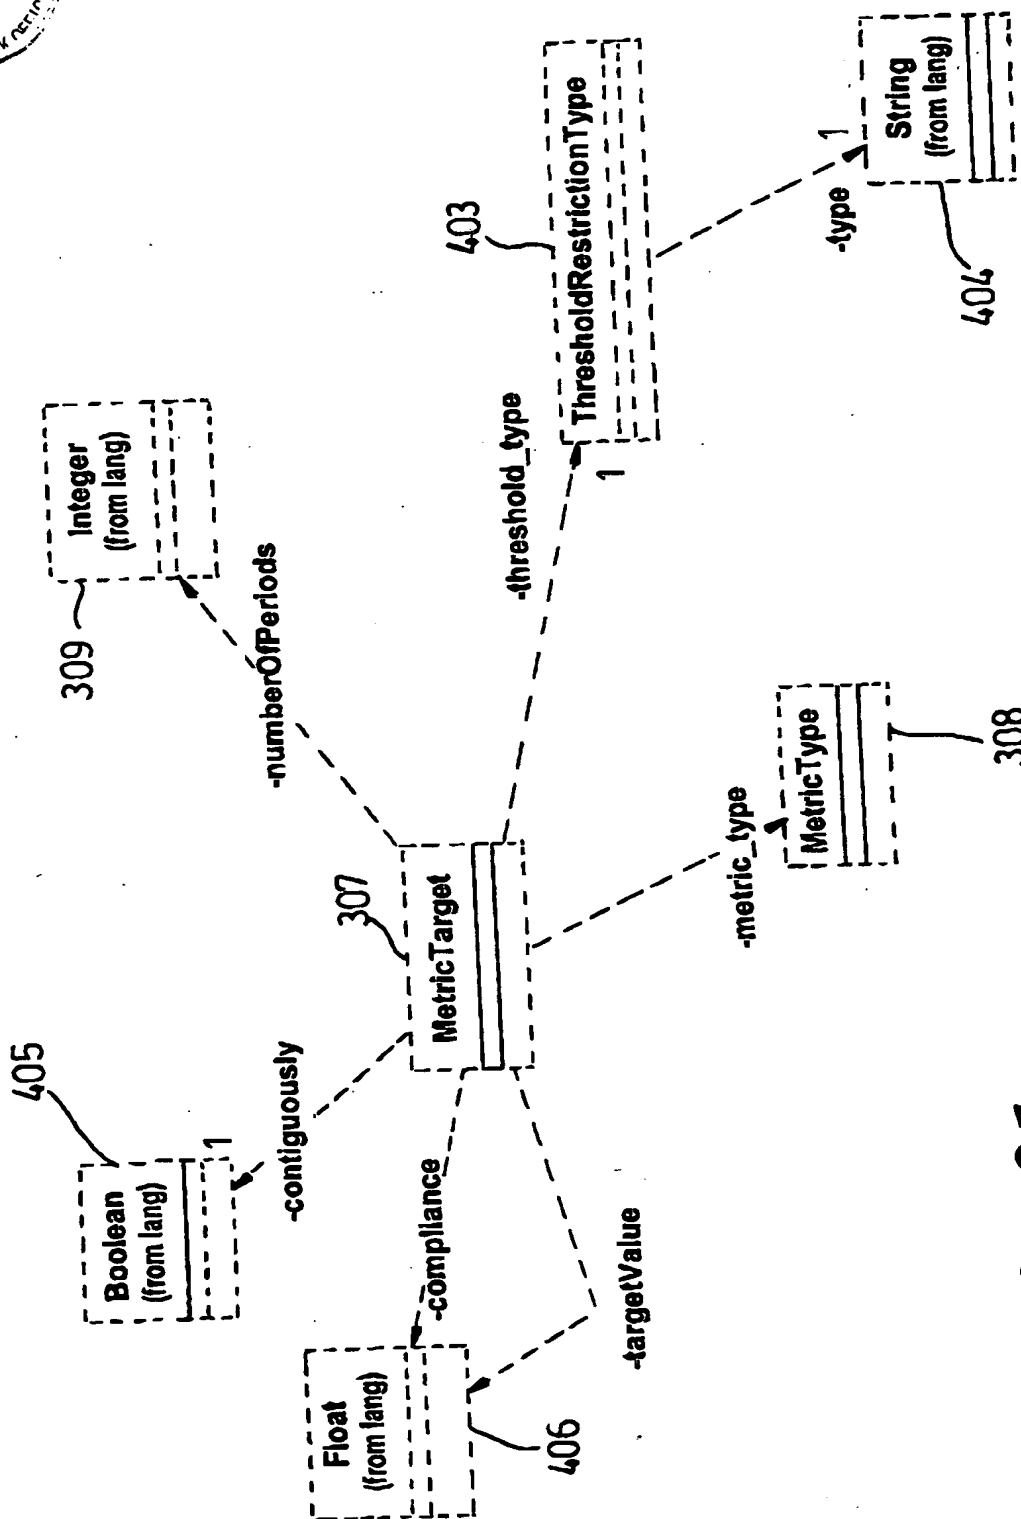 405
Boolean
(from lang)
1
-contiguously
309
Integer
(from lang)
-numberOfPeriods
Float
(from lang)
406
-compliance
-targetValue
307
MetricTarget
-threshold_type
1
403
ThresholdRestrictionType
-metric_type
MetricType
308
-type
1
String
(from lang)
404